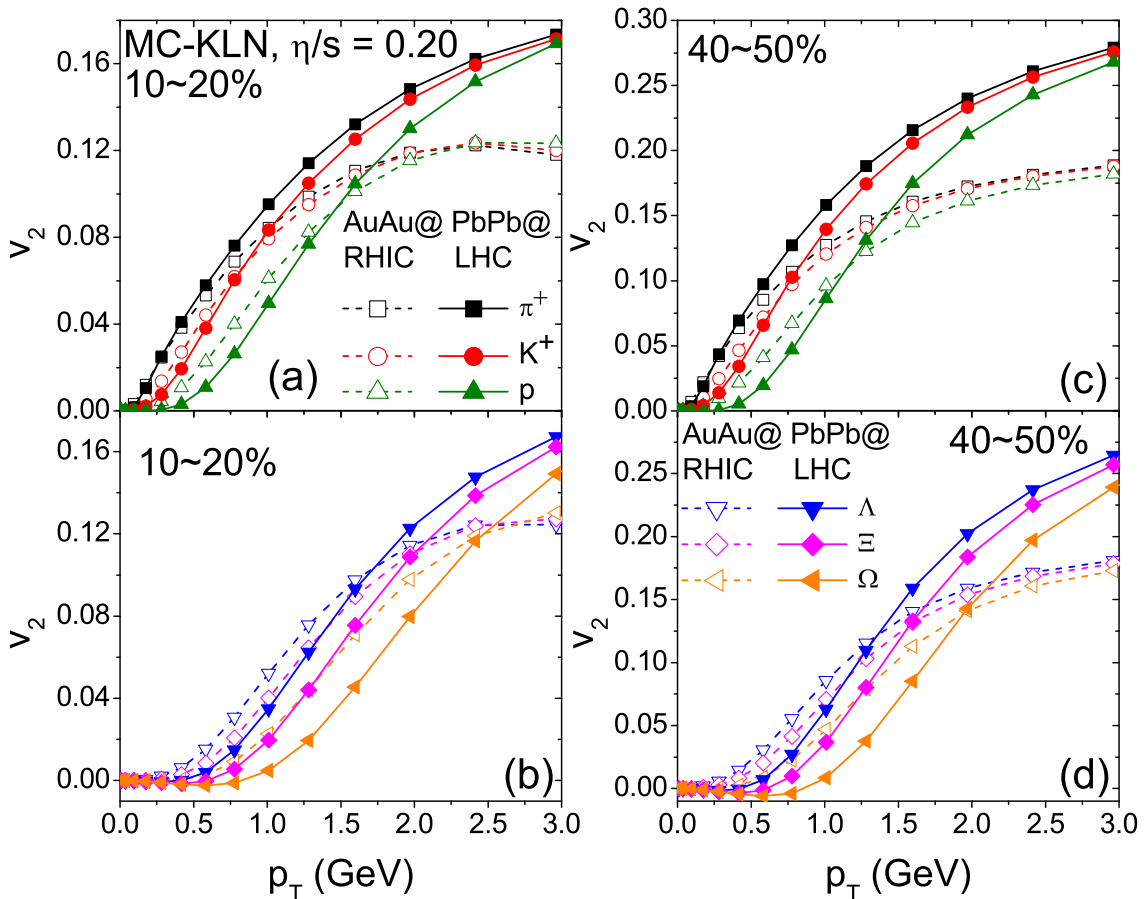 MC-KLN, η/s = 0.20
10~20%
0.16
0.12
0.08
0.04
0.00
v2
AuAu@ PbPb@
RHIC LHC
π+
K+
p
(a)
40~50%
0.30
0.25
0.20
0.15
0.10
0.05
0.00
v2
(c)
10~20%
0.16
0.12
0.08
0.04
0.00
v2
(b)
0.0 0.5 1.0 1.5 2.0 2.5 3.0
pT (GeV)
AuAu@ PbPb@
RHIC LHC
40~50%
Λ
Ξ
Ω
0.25
0.20
0.15
0.10
0.05
0.00
v2
(d)
0.0 0.5 1.0 1.5 2.0 2.5 3.0
pT (GeV)